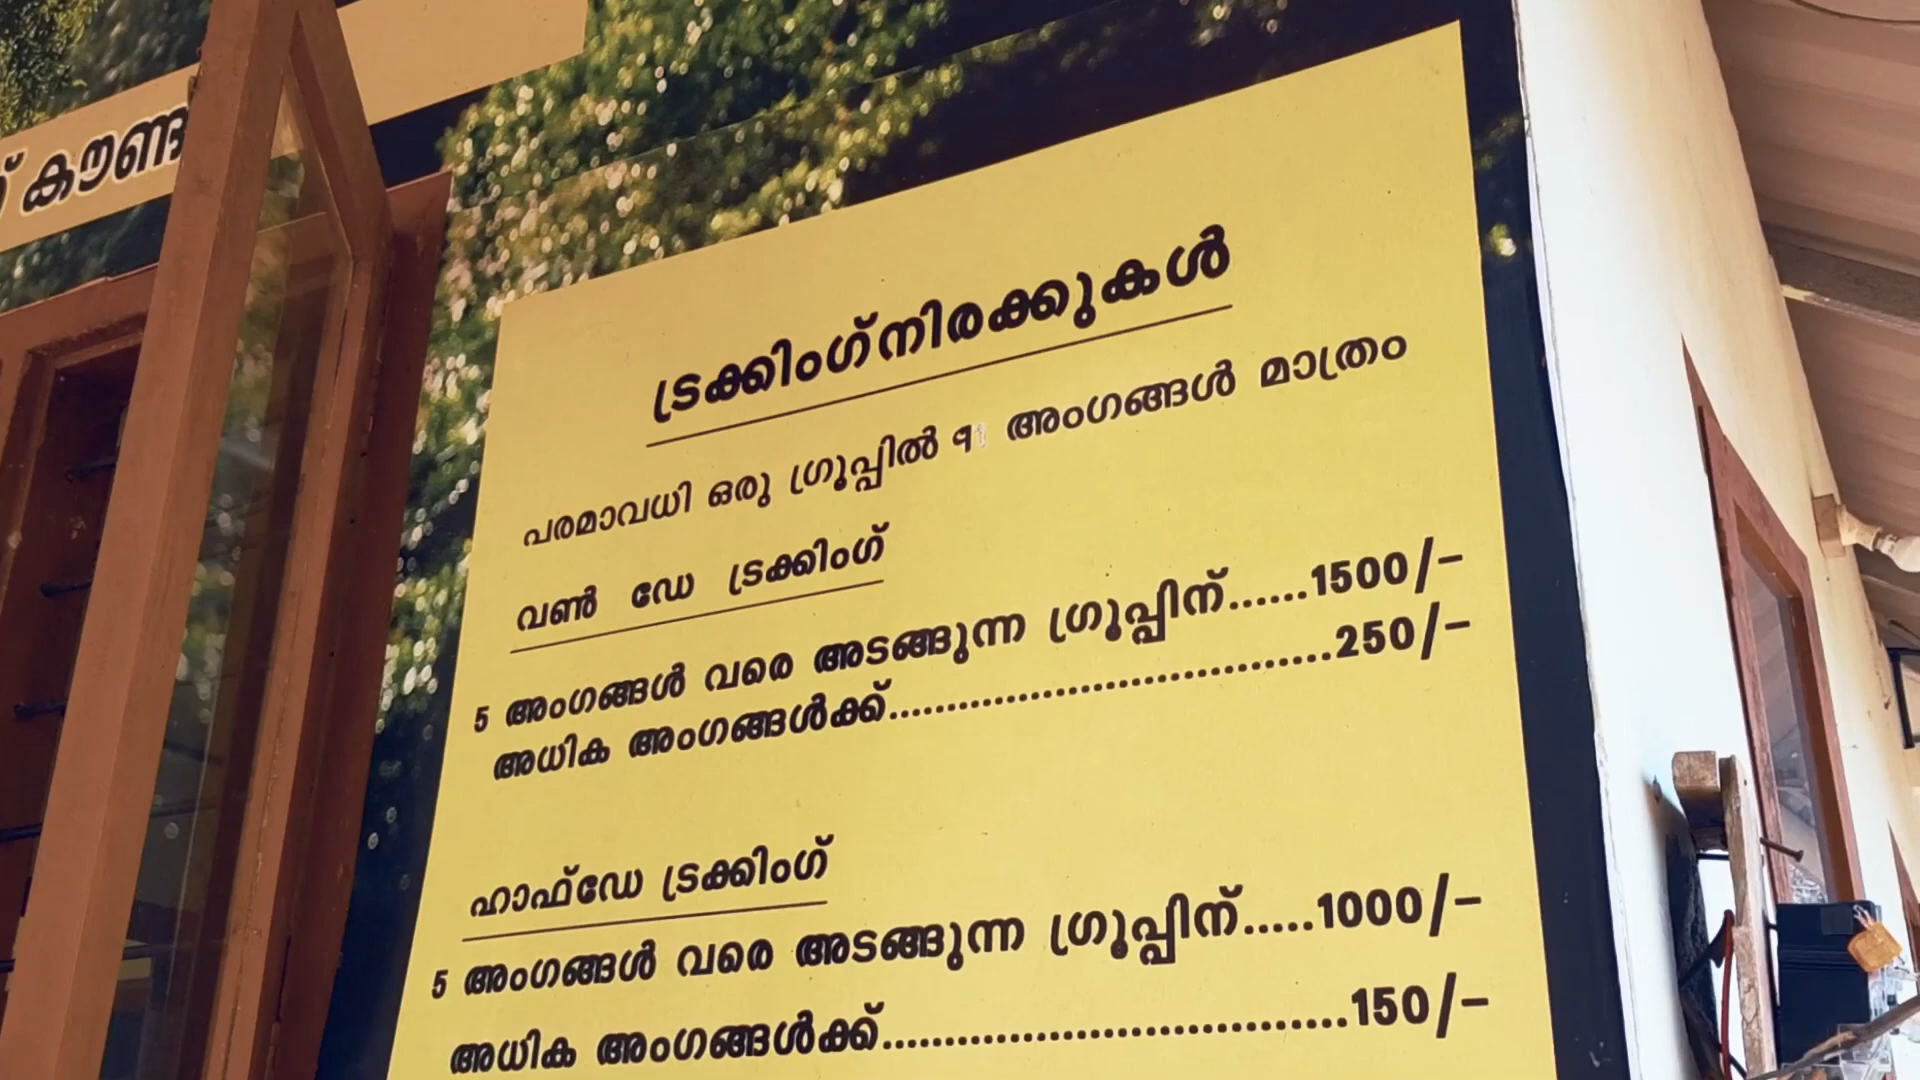 കൗണ്ട
ട്രക്കിംഗ്നിരക്കുകൾ
പരമാവധി ഒരു ഗ്രൂപ്പിൽ 9 അംഗങ്ങൾ മാത്രം
വൺ ഡേ ട്രക്കിംഗ്
5 അംഗങ്ങൾ വരെ അടങ്ങുന്ന ഗ്രൂപ്പിന്......1500/-
അധിക അംഗങ്ങൾക്ക്..................................250/-
ഹാഫ്ഡേ ട്രക്കിംഗ്
5 അംഗങ്ങൾ വരെ അടങ്ങുന്ന ഗ്രൂപ്പിന്.....1000/-
അധിക അംഗങ്ങൾക്ക്.....................................150/-